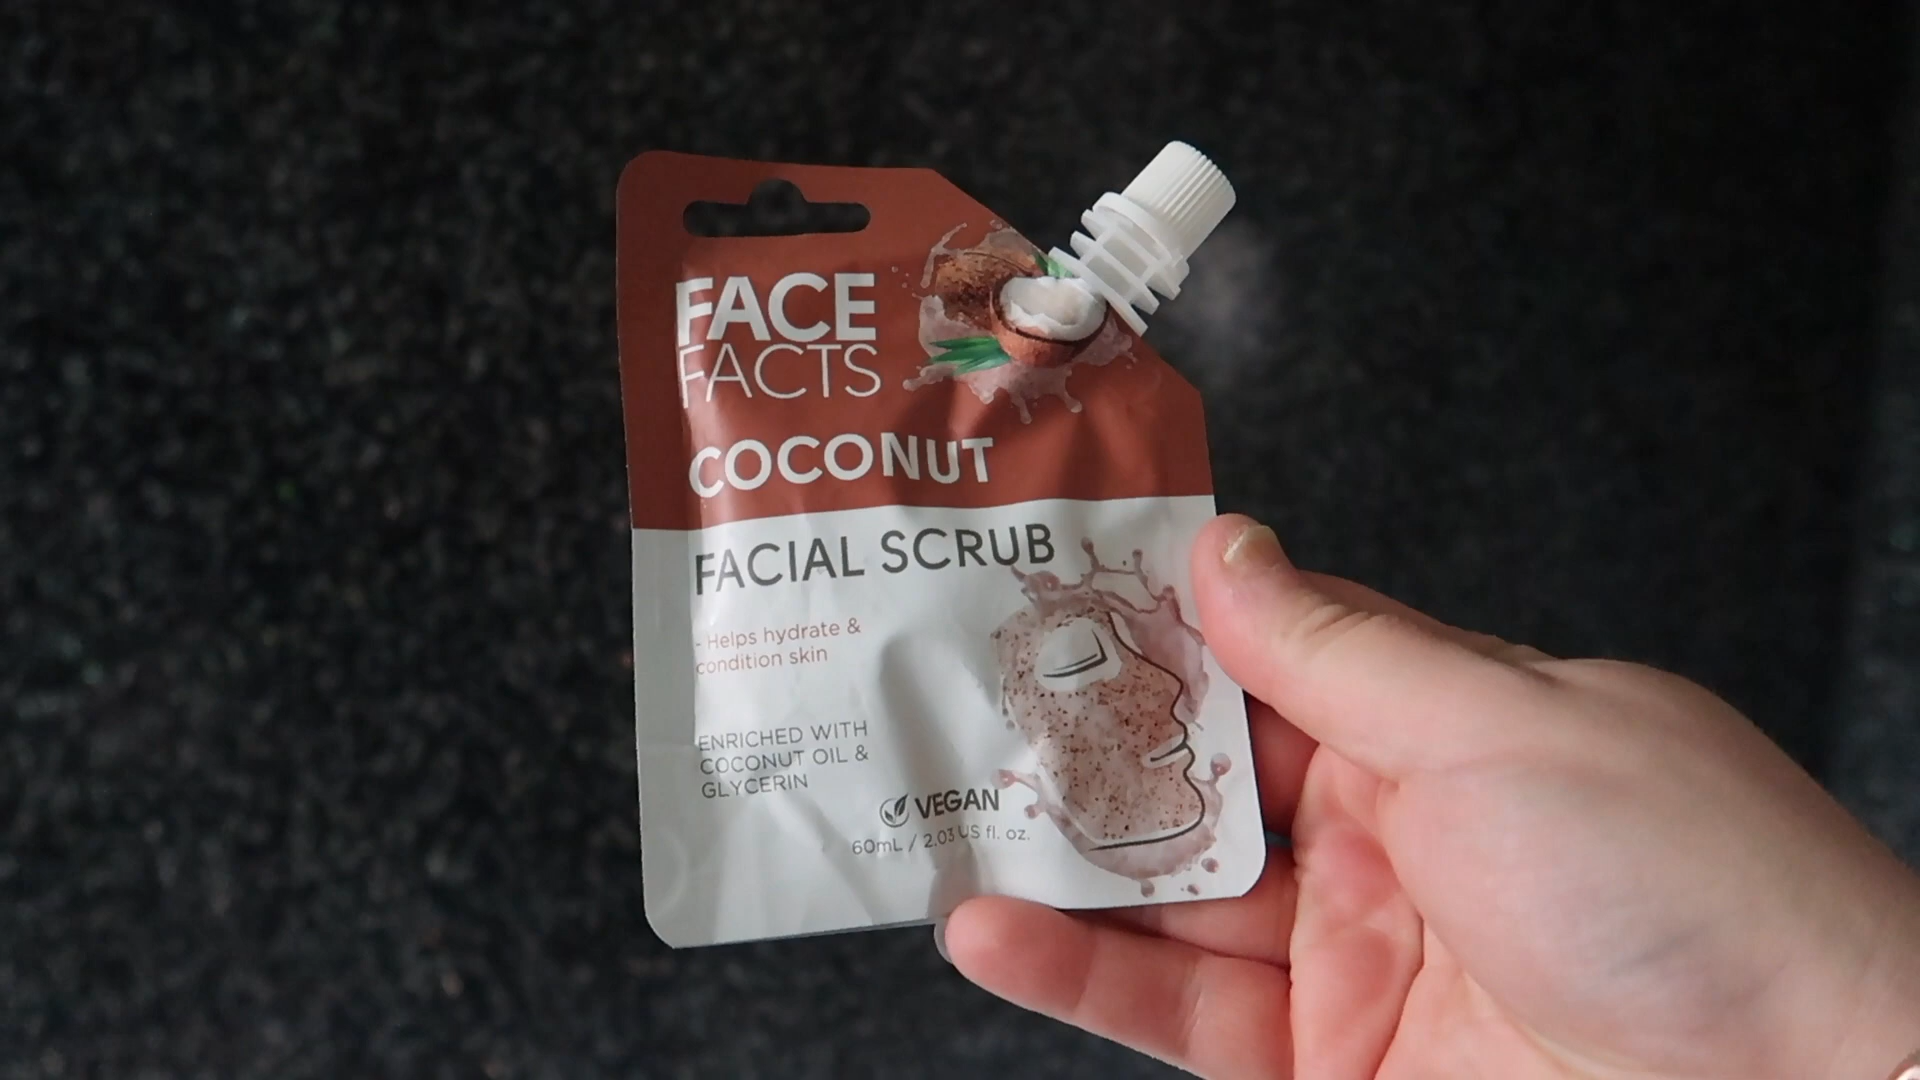 FACE
FACTS
COCONUT
FACIAL SCRUB
- Helps hydrate &
condition skin
ENRICHED WITH
COCONUT OIL &
GLYCERIN
VEGAN
60mL / 2.03 US fl. oz.